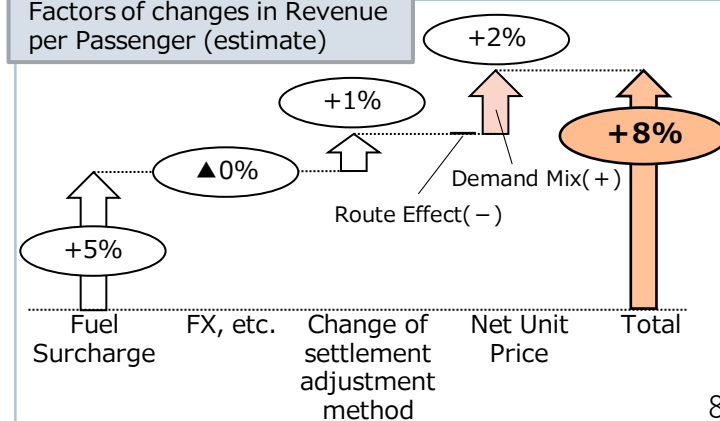 Factors of changes in Revenue
per Passenger (estimate)
+2%
+1%
+8%
▲0%
Demand Mix(+)
Route Effect(−)
+5%
Fuel
Surcharge
FX, etc.
Change of
settlement
adjustment
method
Net Unit
Price
Total
8